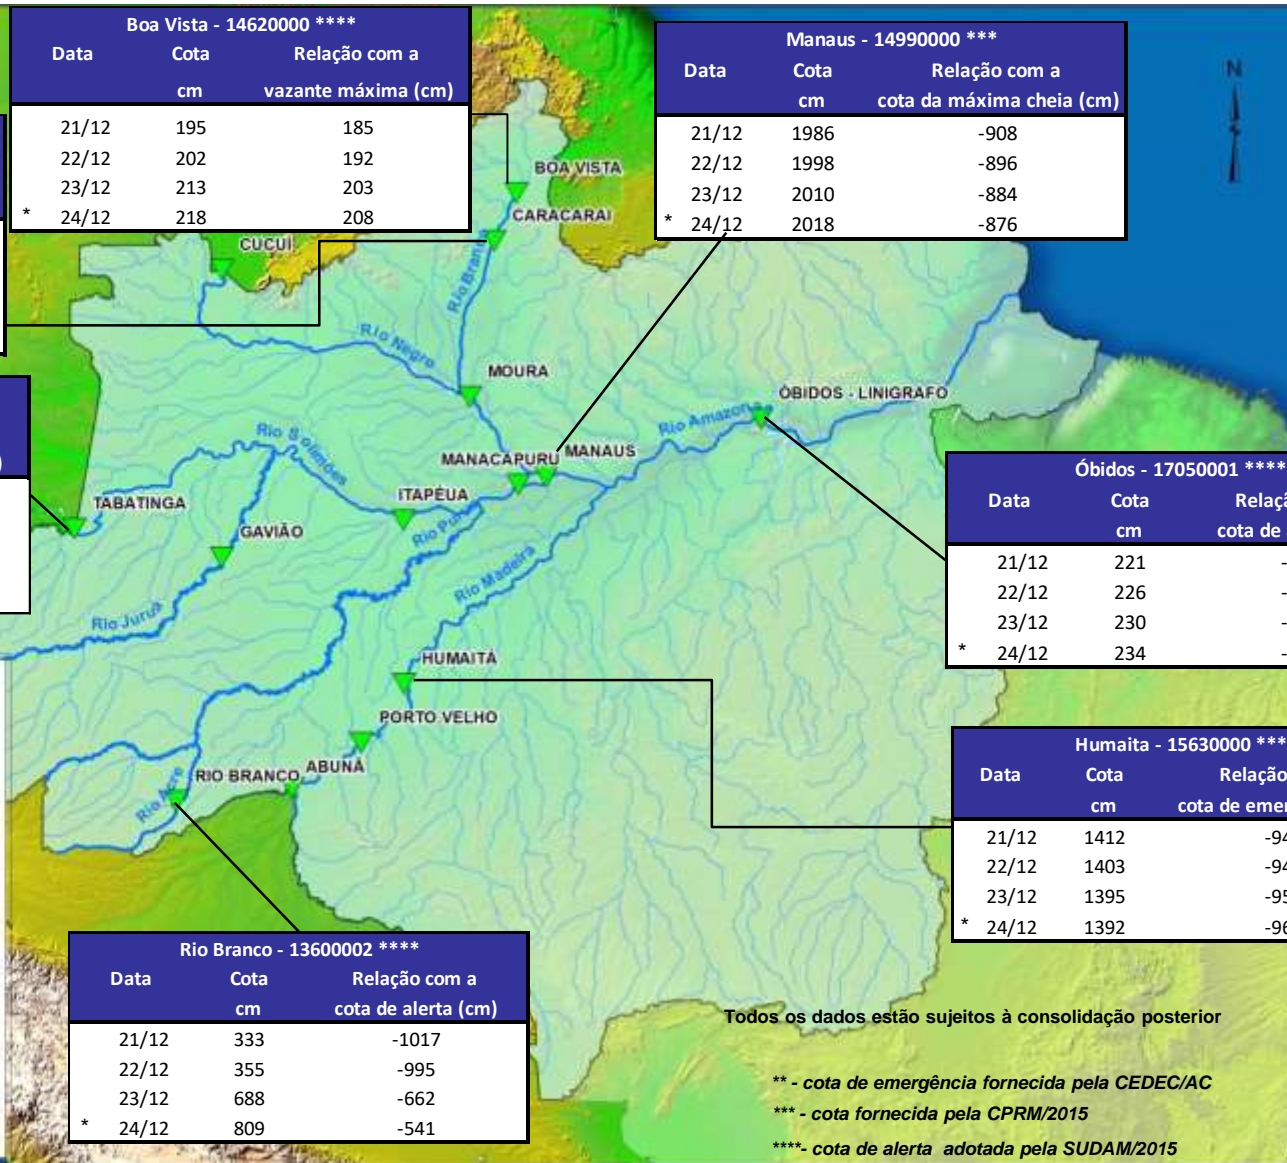 Boa Vista - 14620000 ****
Data Cota Relação com a
cm vazante máxima (cm)
21/12 195 185
22/12 202 192
23/12 213 203
* 24/12 218 208
Manaus - 14990000 ***
Data Cota Relação com a
cm cota da máxima cheia (cm)
21/12 1986 -908
22/12 1998 -896
23/12 2010 -884
* 24/12 2018 -876
N
BOA VISTA
CARACARAI
CUCUÍ
Rio Branco
Rio Negro
MOURA
ÓBIDOS - LINIGRAFO
Rio Amazonas
Rio Solimões
MANACAPURU MANAUS
)
TABATINGA
ITAPÉUA
GAVIÃO
Rio Madeira
Rio Juruá
Óbidos - 17050001 ****
Data Cota
cm cota de
21/12 221 -
22/12 226 -
23/12 230 -
* 24/12 234 -
HUMAITÁ
PORTO VELHO
ABUNÃ
RIO BRANCO
Rio Acre
Humaita - 15630000 ***
Data Cota Relação
cm
21/12 1412 -94
22/12 1403 -94
23/12 1395 -95
* 24/12 1392 -96
Rio Branco - 13600002 ****
Data Cota Relação com a
cm cota de alerta (cm)
21/12 333 -1017
22/12 355 -995
23/12 688 -662
* 24/12 809 -541
Todos os dados estão sujeitos à consolidação posterior
** - cota de emergência fornecida pela CEDEC/AC
*** - cota fornecida pela CPRM/2015
****- cota de alerta adotada pela SUDAM/2015